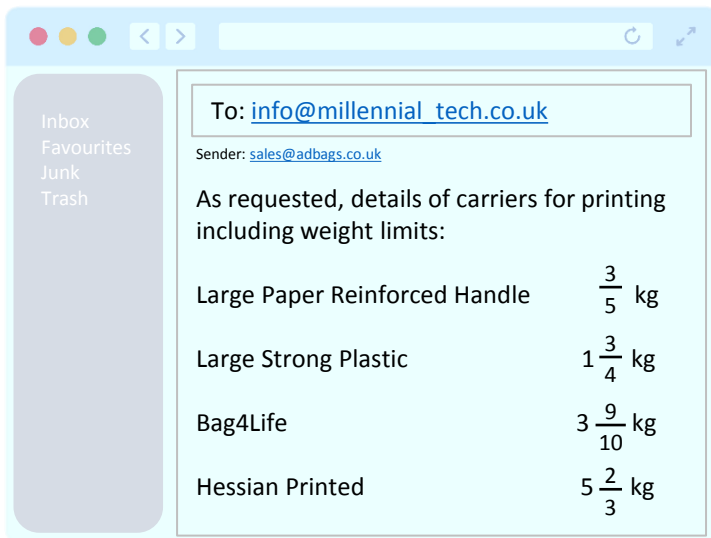 To: info@millennial_tech.co.uk
Inbox
Favourites
Junk
Trash
Sender: sales@adbags.co.uk
As requested, details of carriers for printing
including weight limits:
Large Paper Reinforced Handle 3/5 kg
Large Strong Plastic 1 3/4 kg
Bag4Life 3 9/10 kg
Hessian Printed 5 2/3 kg